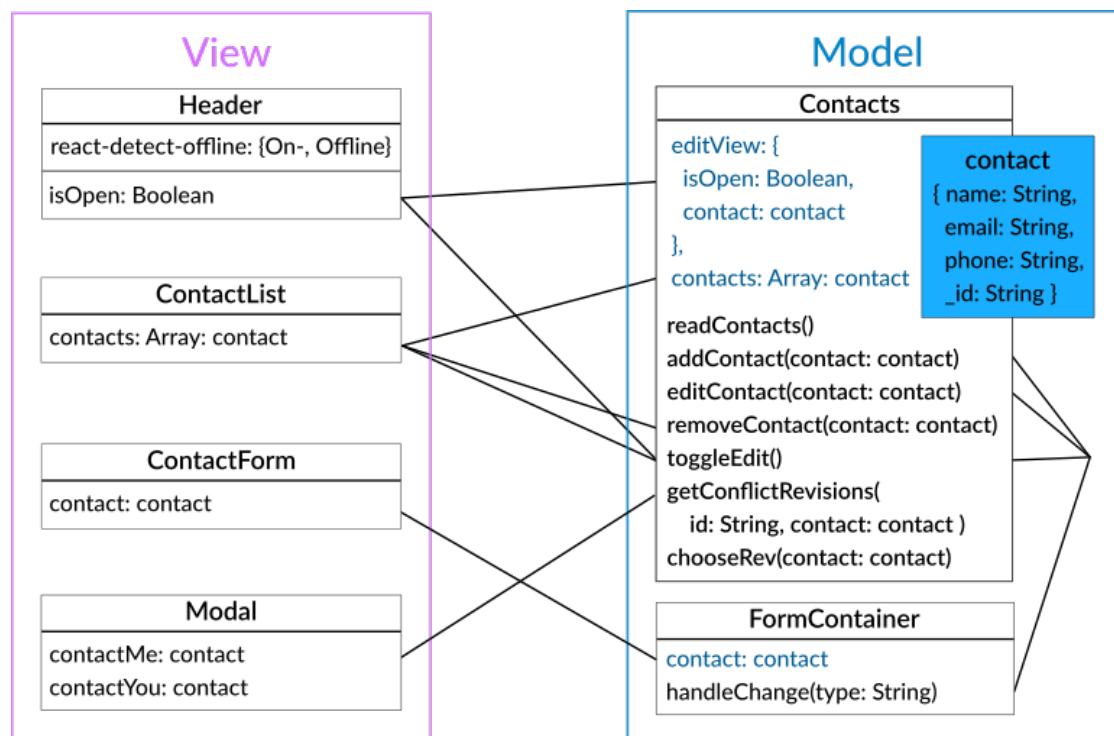 View
Header
react-detect-offline: {On-, Offline}
isOpen: Boolean
ContactList
contacts: Array: contact
ContactForm
contact: contact
Modal
contactMe: contact
contactYou: contact
Model
Contacts
editView: {
isOpen: Boolean,
contact: contact
},
contacts: Array: contact
readContacts()
addContact(contact: contact)
editContact(contact: contact)
removeContact(contact: contact)
toggleEdit()
getConflictRevisions(
id: String, contact: contact )
chooseRev(contact: contact)
contact
{ name: String,
email: String,
phone: String,
_id: String }
FormContainer
contact: contact
handleChange(type: String)